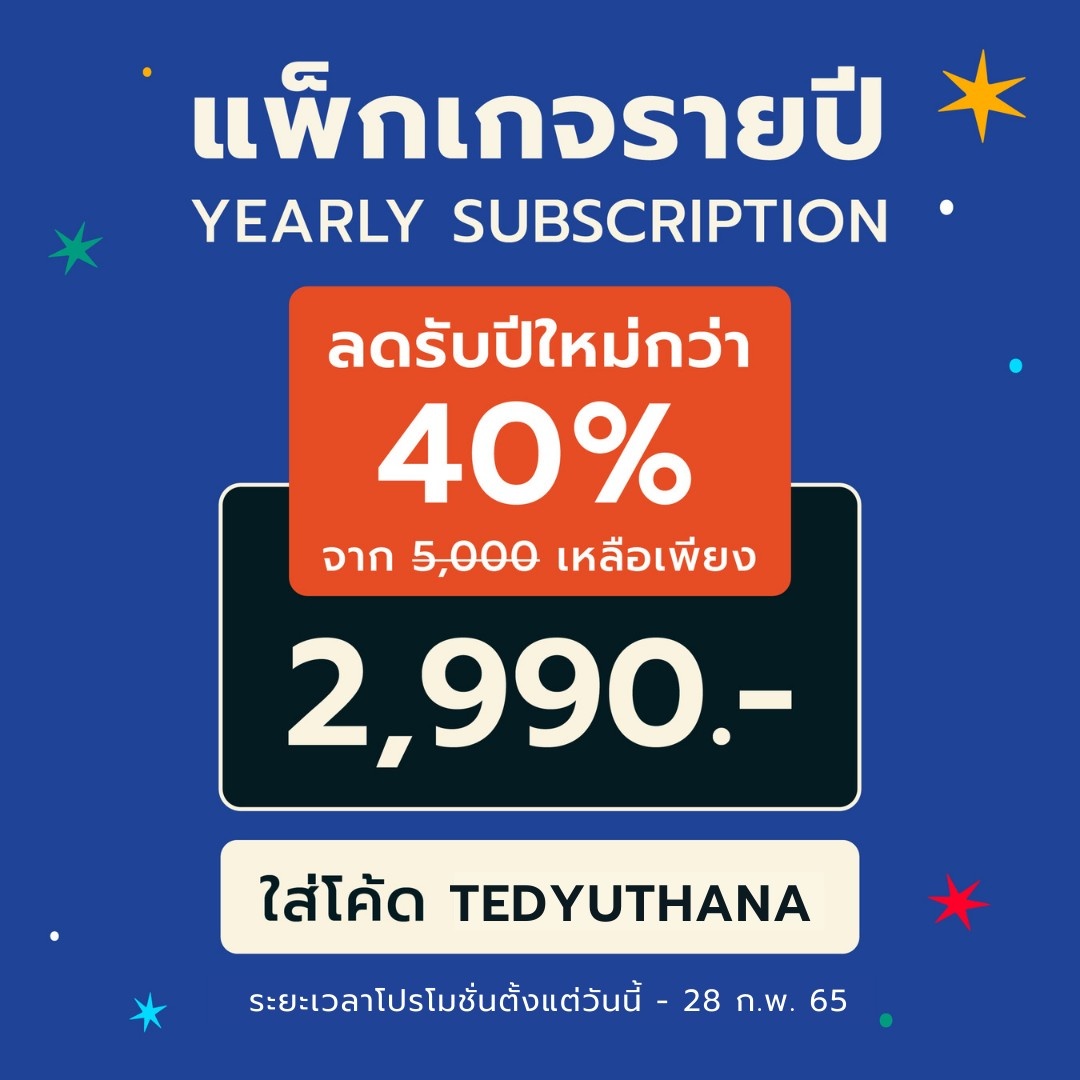 แพ็กเกจรายปี
YEARLY SUBSCRIPTION
ลดรับปีใหม่กว่า
40%
จาก 5,000 เหลือเพียง
2,990.-
ใส่โค้ด TEDYUTHANA
ระยะเวลาโปรโมชั่นตั้งแต่วันนี้ - 28 ก.พ. 65